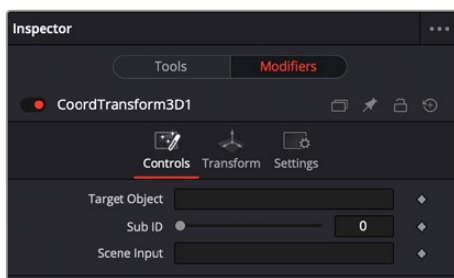 Inspector
Tools Modifiers
CoordTransform3D1
Controls Transform Settings
Target Object
Sub ID 0
Scene Input